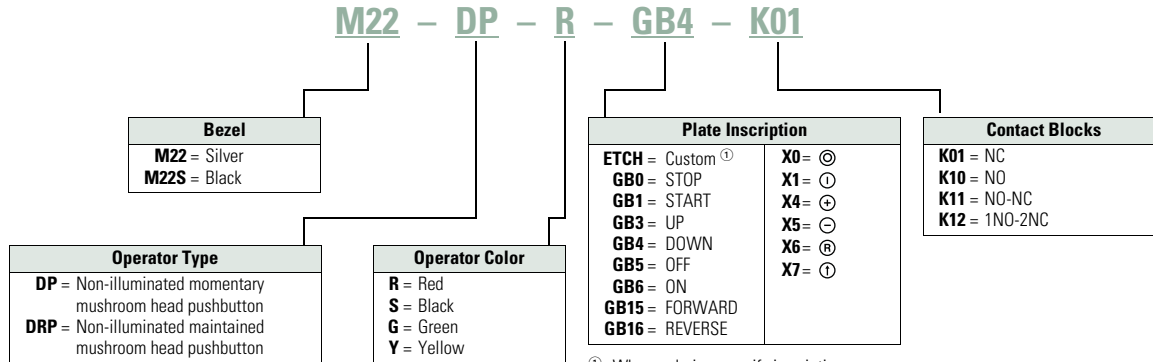 M22 – DP – R – GB4 – K01
Bezel
M22 = Silver
M22S = Black
Operator Type
DP = Non-illuminated momentary
mushroom head pushbutton
DRP = Non-illuminated maintained
mushroom head pushbutton
Operator Color
R = Red
S = Black
G = Green
Y = Yellow
Plate Inscription
ETCH = Custom ①
GB0 = STOP
GB1 = START
GB3 = UP
GB4 = DOWN
GB5 = OFF
GB6 = ON
GB15 = FORWARD
GB16 = REVERSE
X0 = ◎
X1 = Ⓘ
X4 = ⊕
X5 = ⊖
X6 = Ⓡ
X7 = ①
Contact Blocks
K01 = NC
K10 = NO
K11 = NO-NC
K12 = 1NO-2NC